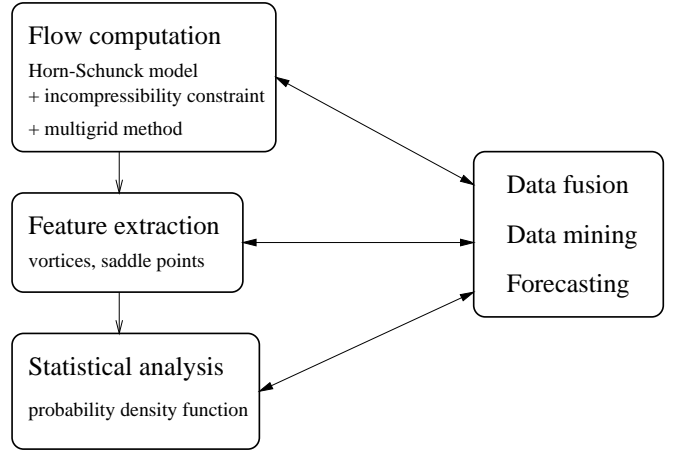 Flow computation
Horn-Schunck model
+ incompressibility constraint
+ multigrid method
Feature extraction
vortices, saddle points
Statistical analysis
probability density function
Data fusion
Data mining
Forecasting